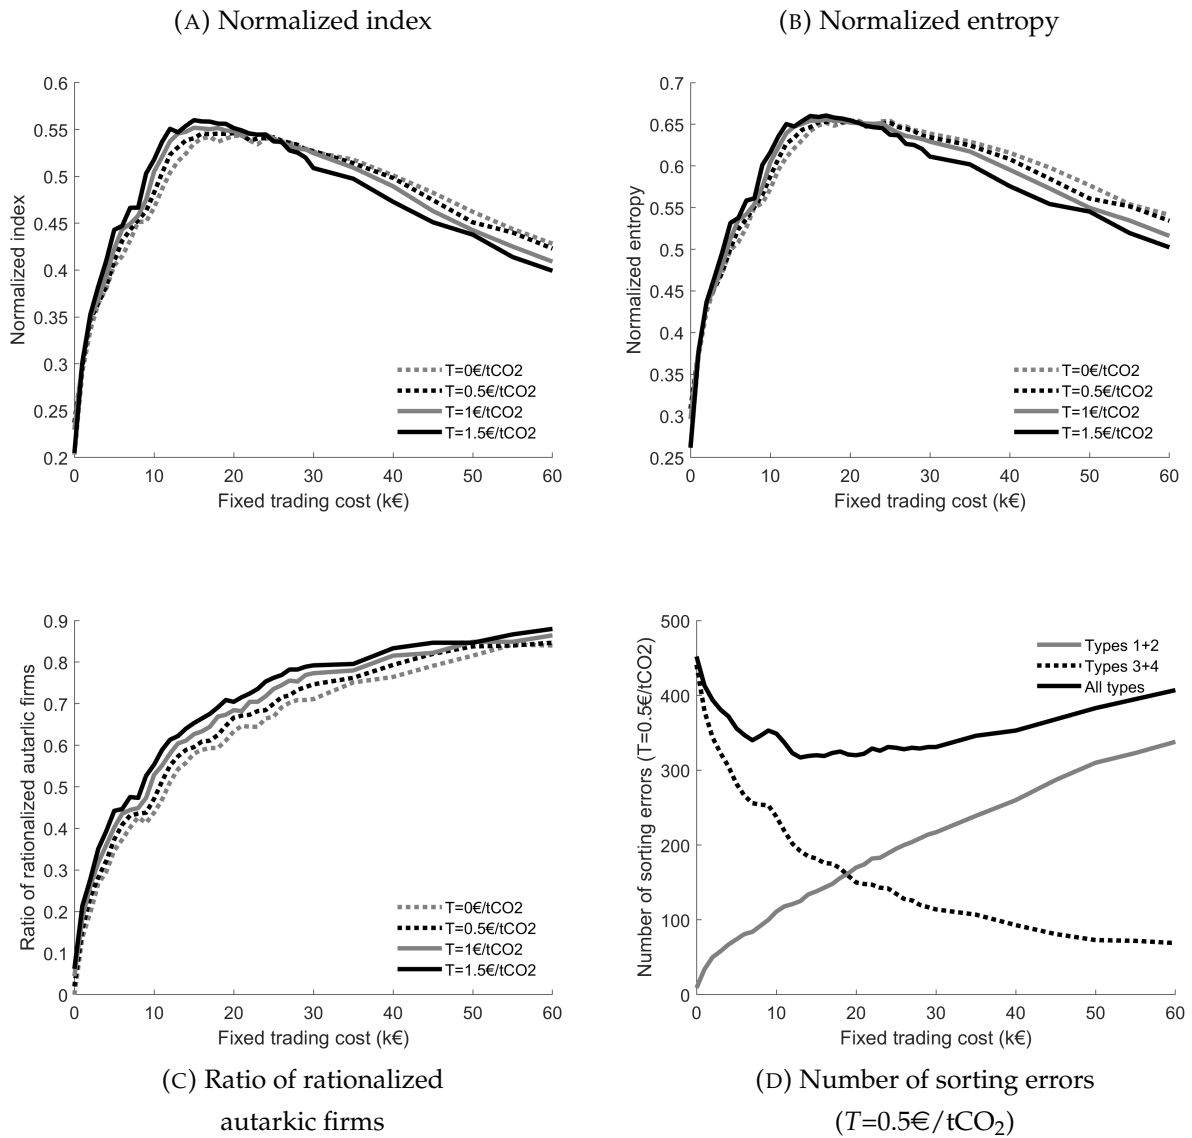 (A) Normalized index
(B) Normalized entropy
0.6
0.55
0.5
0.45
0.4
0.35
0.3
0.25
0.2
Normalized index
T=0€/tCO2
T=0.5€/tCO2
T=1€/tCO2
T=1.5€/tCO2
0 10 20 30 40 50 60
Fixed trading cost (k€)
0.7
0.65
0.6
0.55
0.5
0.45
0.4
0.35
0.3
0.25
Normalized entropy
T=0€/tCO2
T=0.5€/tCO2
T=1€/tCO2
T=1.5€/tCO2
0 10 20 30 40 50 60
Fixed trading cost (k€)
0.9
0.8
0.7
0.6
0.5
0.4
0.3
0.2
0.1
0
Ratio of rationalized autarlic firms
T=0€/tCO2
T=0.5€/tCO2
T=1€/tCO2
T=1.5€/tCO2
0 10 20 30 40 50 60
Fixed trading cost (k€)
500
400
300
200
100
0
Number of sorting errors (T=0.5€/tCO2)
Types 1+2
Types 3+4
All types
0 10 20 30 40 50 60
Fixed trading cost (k€)
(C) Ratio of rationalized
autarkic firms
(D) Number of sorting errors
(T=0.5€/tCO₂)